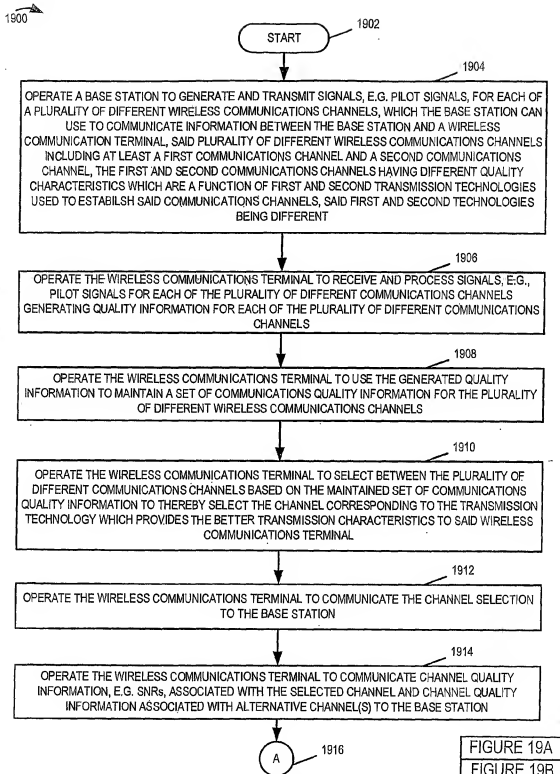 1900
START
1902
1904
OPERATE A BASE STATION TO GENERATE AND TRANSMIT SIGNALS, E.G. PILOT SIGNALS, FOR EACH OF
A PLURALITY OF DIFFERENT WIRELESS COMMUNICATIONS CHANNELS, WHICH THE BASE STATION CAN
USE TO COMMUNICATE INFORMATION BETWEEN THE BASE STATION AND A WIRELESS
COMMUNICATION TERMINAL, SAID PLURALITY OF DIFFERENT WIRELESS COMMUNICATIONS CHANNELS
INCLUDING AT LEAST A FIRST COMMUNICATIONS CHANNEL AND A SECOND COMMUNICATIONS
CHANNEL, THE FIRST AND SECOND COMMUNICATIONS CHANNELS HAVING DIFFERENT QUALITY
CHARACTERISTICS WHICH ARE A FUNCTION OF FIRST AND SECOND TRANSMISSION TECHNOLOGIES
USED TO ESTABILSH SAID COMMUNICATIONS CHANNELS, SAID FIRST AND SECOND TECHNOLOGIES
BEING DIFFERENT
1906
OPERATE THE WIRELESS COMMUNICATIONS TERMINAL TO RECEIVE AND PROCESS SIGNALS, E.G.,
PILOT SIGNALS FOR EACH OF THE PLURALITY OF DIFFERENT COMMUNICATIONS CHANNELS
GENERATING QUALITY INFORMATION FOR EACH OF THE PLURALITY OF DIFFERENT COMMUNICATIONS
CHANNELS
1908
OPERATE THE WIRELESS COMMUNICATIONS TERMINAL TO USE THE GENERATED QUALITY
INFORMATION TO MAINTAIN A SET OF COMMUNICATIONS QUALITY INFORMATION FOR THE PLURALITY
OF DIFFERENT WIRELESS COMMUNICATIONS CHANNELS
1910
OPERATE THE WIRELESS COMMUNICATIONS TERMINAL TO SELECT BETWEEN THE PLURALITY OF
DIFFERENT COMMUNICATIONS CHANNELS BASED ON THE MAINTAINED SET OF COMMUNICATIONS
QUALITY INFORMATION TO THEREBY SELECT THE CHANNEL CORRESPONDING TO THE TRANSMISSION
TECHNOLOGY WHICH PROVIDES THE BETTER TRANSMISSION CHARACTERISTICS TO SAID WIRELESS
COMMUNICATIONS TERMINAL
1912
OPERATE THE WIRELESS COMMUNICATIONS TERMINAL TO COMMUNICATE THE CHANNEL SELECTION
TO THE BASE STATION
1914
OPERATE THE WIRELESS COMMUNICATIONS TERMINAL TO COMMUNICATE CHANNEL QUALITY
INFORMATION, E.G. SNRs, ASSOCIATED WITH THE SELECTED CHANNEL AND CHANNEL QUALITY
INFORMATION ASSOCIATED WITH ALTERNATIVE CHANNEL(S) TO THE BASE STATION
A
1916
FIGURE 19A
FIGURE 19B